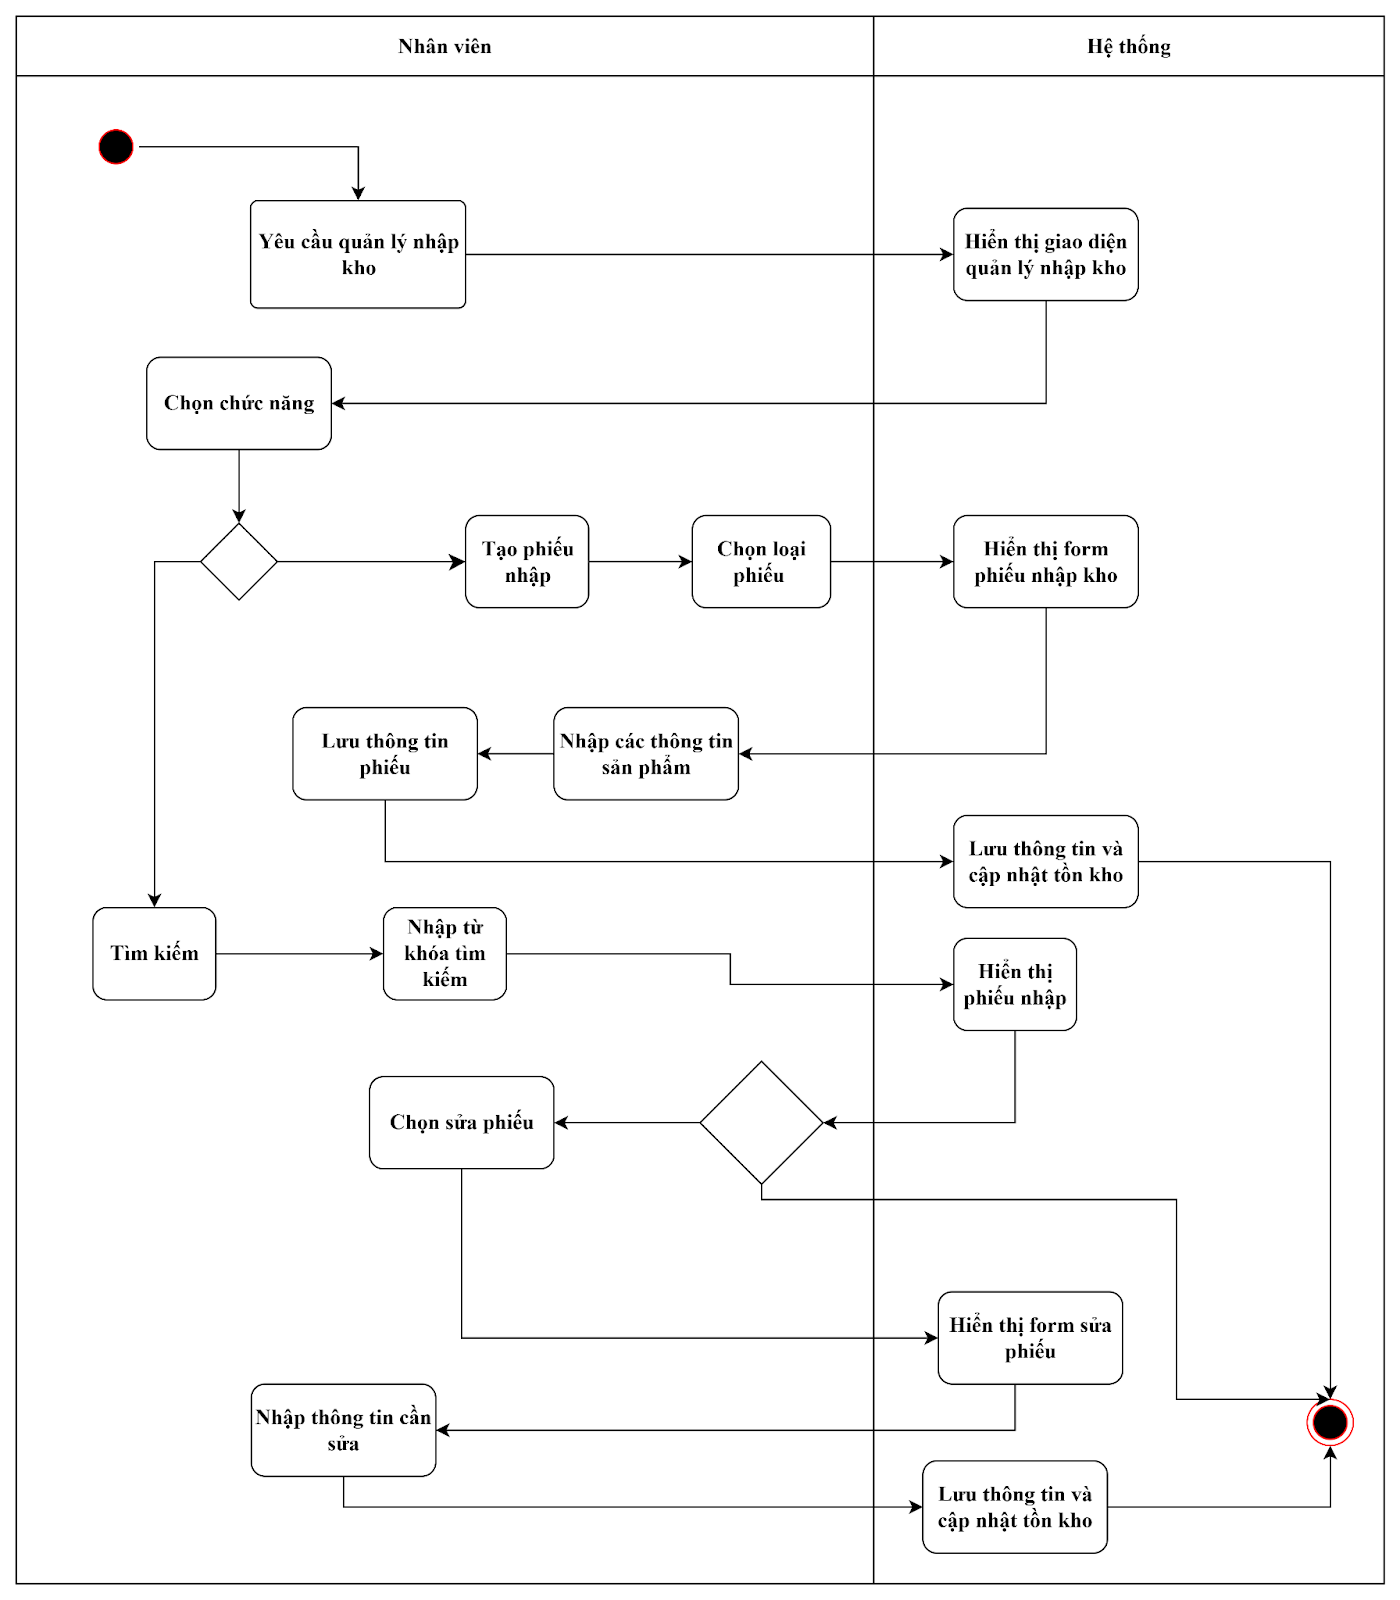 Nhân viên
Hệ thống
Yêu cầu quản lý nhập
kho
Hiển thị giao diện
quản lý nhập kho
Chọn chức năng
Tạo phiếu
nhập
Chọn loại
phiếu
Hiển thị form
phiếu nhập kho
Lưu thông tin
phiếu
Nhập các thông tin
sản phẩm
Lưu thông tin và
cập nhật tồn kho
Tìm kiếm
Nhập từ
khóa tìm
kiếm
Hiển thị
phiếu nhập
Chọn sửa phiếu
Hiển thị form sửa
phiếu
Nhập thông tin cần
sửa
Lưu thông tin và
cập nhật tồn kho